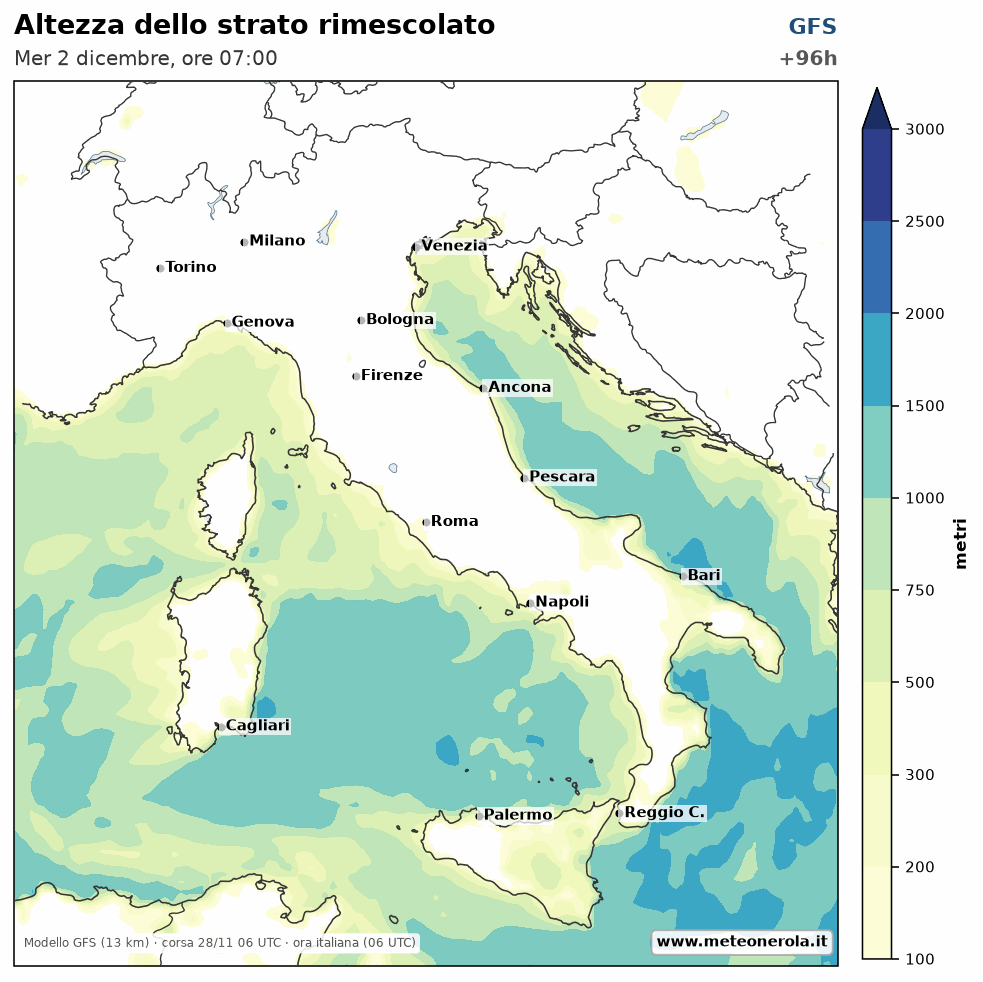 Altezza dello strato rimescolato
GFS
Mer 2 dicembre, ore 07:00
+96h
Milano
Venezia
Torino
Genova
Bologna
Firenze
Ancona
Pescara
Roma
Bari
Napoli
Cagliari
Palermo
Reggio C.
3000
2500
2000
1500
1000
750
500
300
200
100
metri
Modello GFS (13 km) · corsa 28/11 06 UTC · ora italiana (06 UTC)
www.meteonerola.it